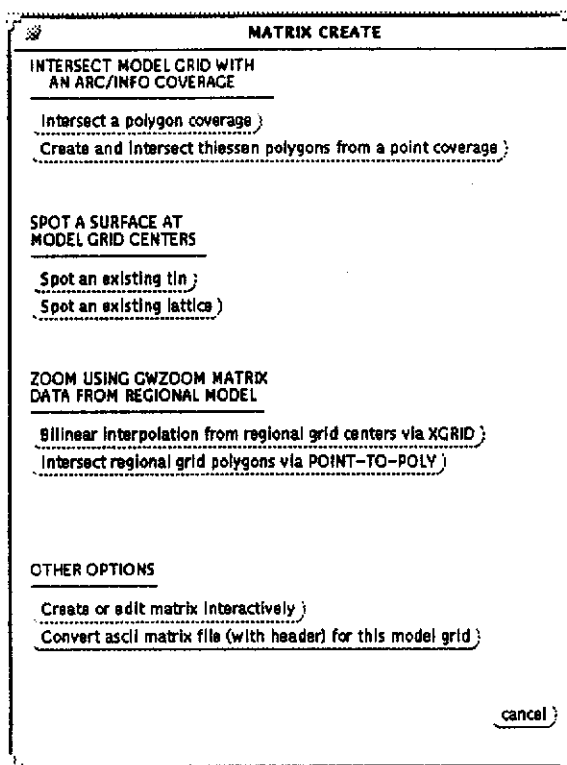 MATRIX CREATE
INTERSECT MODEL GRID WITH
AN ARC/INFO COVERAGE
Intersect a polygon coverage
Create and intersect thiessen polygons from a point coverage
SPOT A SURFACE AT
MODEL GRID CENTERS
Spot an existing tin
Spot an existing lattice
ZOOM USING GWZOOM MATRIX
DATA FROM REGIONAL MODEL
Bilinear interpolation from regional grid centers via XGRID
Intersect regional grid polygons via POINT-TO-POLY
OTHER OPTIONS
Create or edit matrix interactively
Convert ascii matrix file (with header) for this model grid
cancel